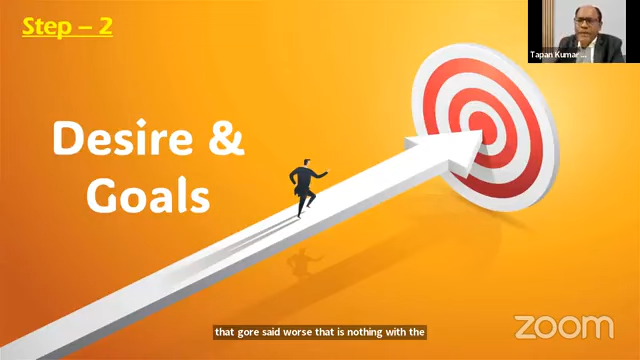 Step – 2
Tapan Kumar ...
Desire &
Goals
that gore said worse that is nothing with the
zoom